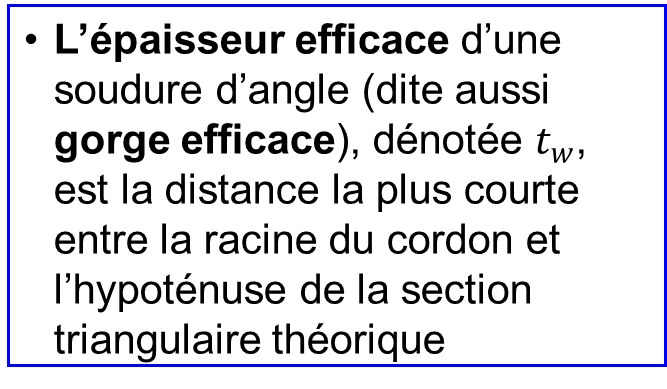 • L’épaisseur efficace d’une
soudure d’angle (dite aussi
gorge efficace), dénotée 𝑡𝑤,
est la distance la plus courte
entre la racine du cordon et
l’hypoténuse de la section
triangulaire théorique